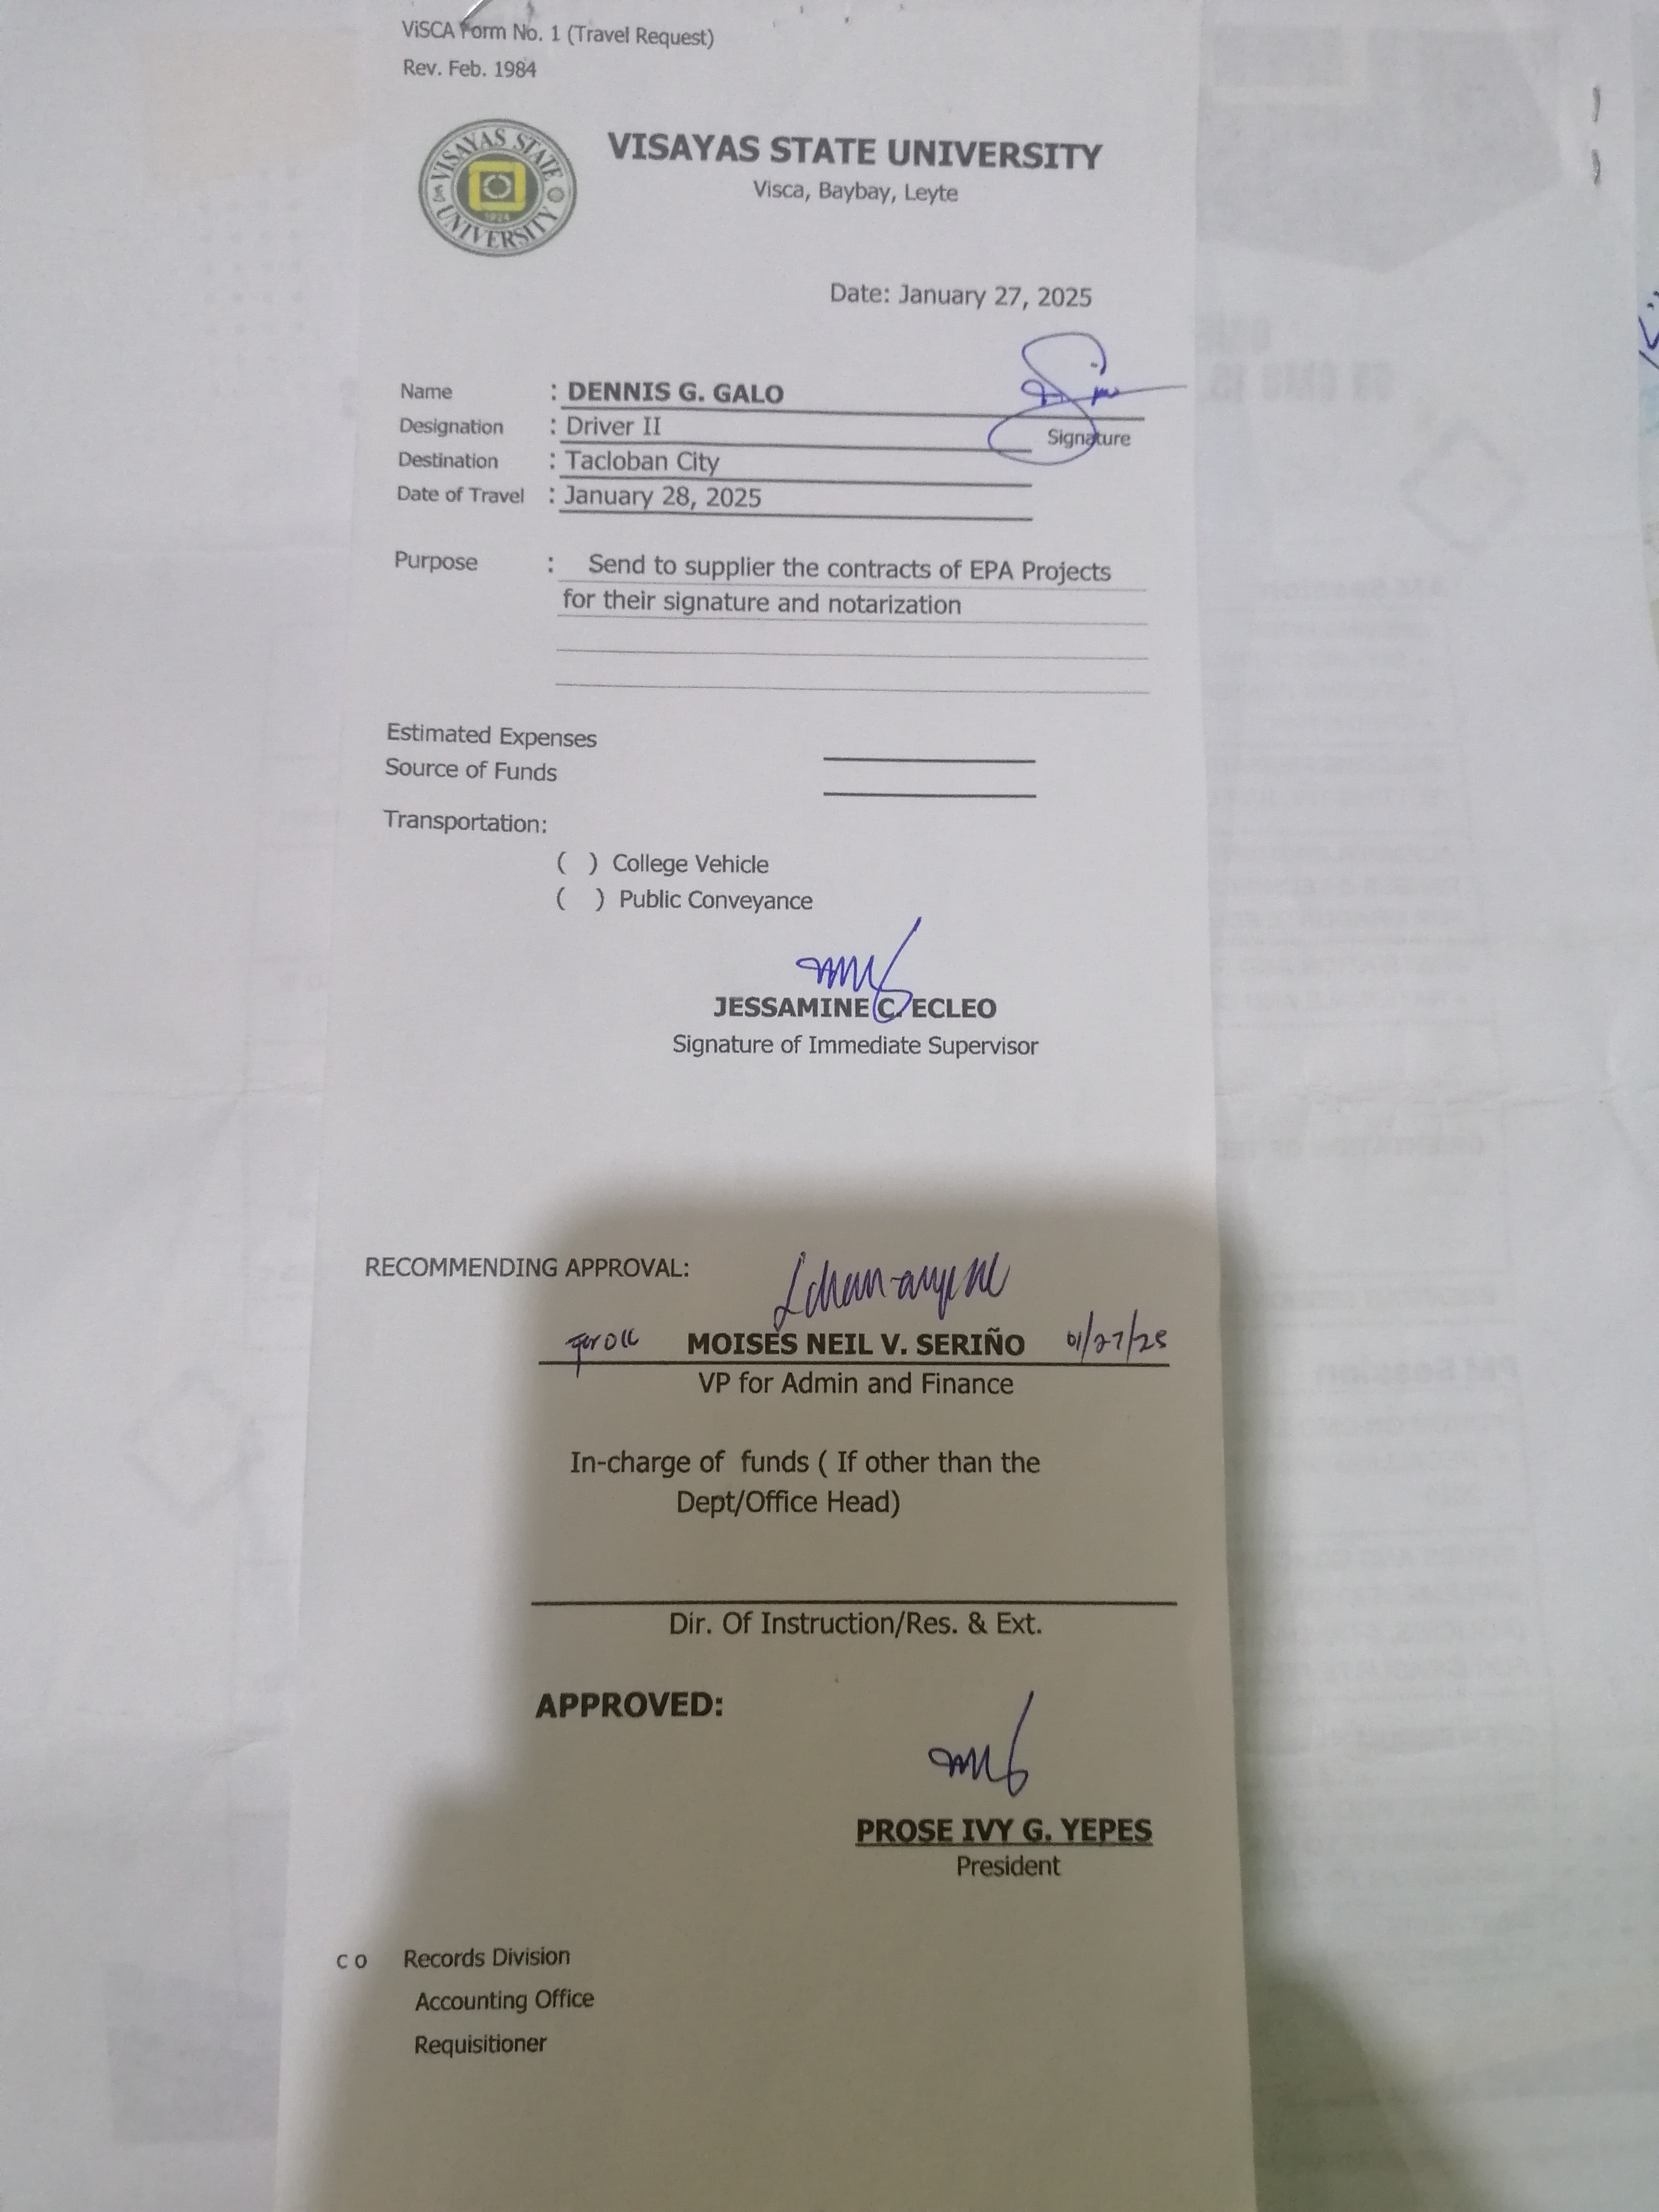 ViSCA Form No. 1 (Travel Request)
Rev. Feb. 1984
VISAYAS STATE UNIVERSITY
1924
VISAYAS STATE UNIVERSITY
Visca, Baybay, Leyte
Date: January 27, 2025
Name : DENNIS G. GALO
Signature
Designation : Driver II
Destination : Tacloban City
Date of Travel : January 28, 2025
Purpose : Send to supplier the contracts of EPA Projects
for their signature and notarization
Estimated Expenses
Source of Funds
Transportation:
( ) College Vehicle
( ) Public Conveyance
JESSAMINE C. ECLEO
Signature of Immediate Supervisor
RECOMMENDING APPROVAL:
MOISES NEIL V. SERIÑO 01/27/25
VP for Admin and Finance
In-charge of funds ( If other than the
Dept/Office Head)
Dir. Of Instruction/Res. & Ext.
APPROVED:
PROSE IVY G. YEPES
President
c o Records Division
Accounting Office
Requisitioner